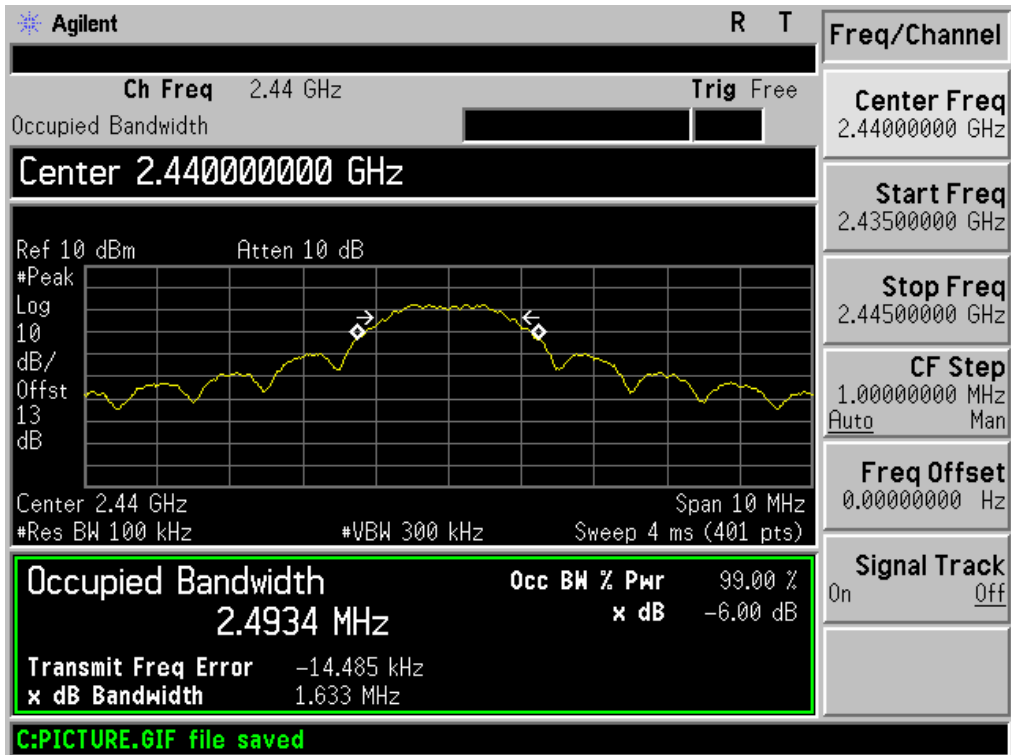 Agilent R T
Ch Freq 2.44 GHz Trig Free
Occupied Bandwidth
Center 2.440000000 GHz
Ref 10 dBm Atten 10 dB
#Peak
Log
10
dB/
Offst
13
dB
Center 2.44 GHz Span 10 MHz
#Res BW 100 kHz #VBW 300 kHz Sweep 4 ms (401 pts)
Occupied Bandwidth Occ BW % Pwr 99.00 %
2.4934 MHz x dB -6.00 dB
Transmit Freq Error -14.485 kHz
x dB Bandwidth 1.633 MHz
C:PICTURE.GIF file saved
Freq/Channel
Center Freq
2.44000000 GHz
Start Freq
2.43500000 GHz
Stop Freq
2.44500000 GHz
CF Step
1.00000000 MHz
Auto Man
Freq Offset
0.00000000 Hz
Signal Track
On Off